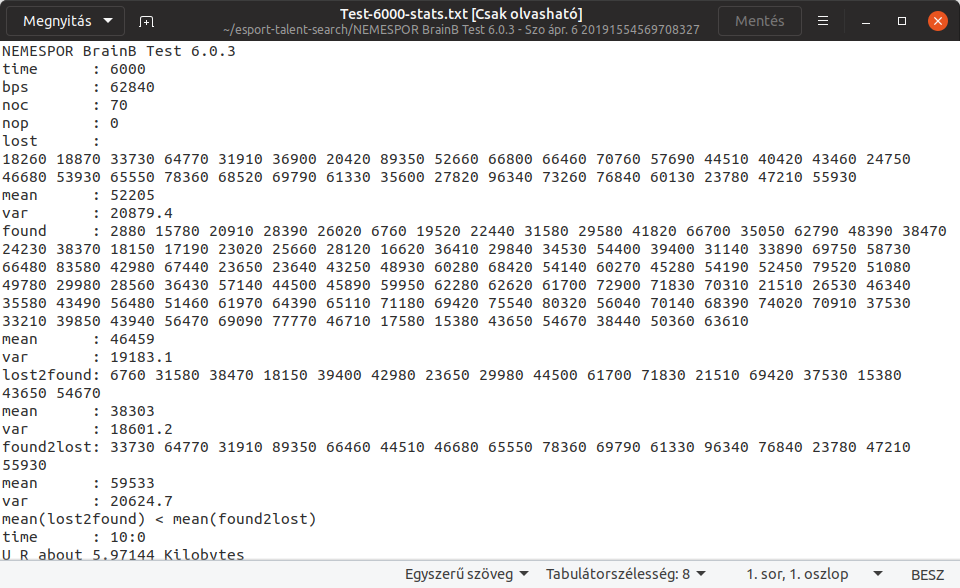 Megnyitás
Test-6000-stats.txt [Csak olvasható]
~/esport-talent-search/NEMESPOR BrainB Test 6.0.3 - Szo ápr. 6 20191554569708327
Mentés
NEMESPOR BrainB Test 6.0.3
time : 6000
bps : 62840
noc : 70
nop : 0
lost :
18260 18870 33730 64770 31910 36900 20420 89350 52660 66800 66460 70760 57690 44510 40420 43460 24750
46680 53930 65550 78360 68520 69790 61330 35600 27820 96340 73260 76840 60130 23780 47210 55930
mean : 52205
var : 20879.4
found : 2880 15780 20910 28390 26020 6760 19520 22440 31580 29580 41820 66700 35050 62790 48390 38470
24230 38370 18150 17190 23020 25660 28120 16620 36410 29840 34530 54400 39400 31140 33890 69750 58730
66480 83580 42980 67440 23650 23640 43250 48930 60280 68420 54140 60270 45280 54190 52450 79520 51080
49780 29980 28560 36430 57140 44500 45890 59950 62280 62620 61700 72900 71830 70310 21510 26530 46340
35580 43490 56480 51460 61970 64390 65110 71180 69420 75540 80320 56040 70140 68390 74020 70910 37530
33210 39850 43940 56470 69090 77770 46710 17580 15380 43650 54670 38440 50360 63610
mean : 46459
var : 19183.1
lost2found: 6760 31580 38470 18150 39400 42980 23650 29980 44500 61700 71830 21510 69420 37530 15380
43650 54670
mean : 38303
var : 18601.2
found2lost: 33730 64770 31910 89350 66460 44510 46680 65550 78360 69790 61330 96340 76840 23780 47210
55930
mean : 59533
var : 20624.7
mean(lost2found) < mean(found2lost)
time : 10:0
U R about 5.97144 Kilobytes
Egyszerű szöveg
Tabulátorszélesség: 8
1. sor, 1. oszlop
BESZ